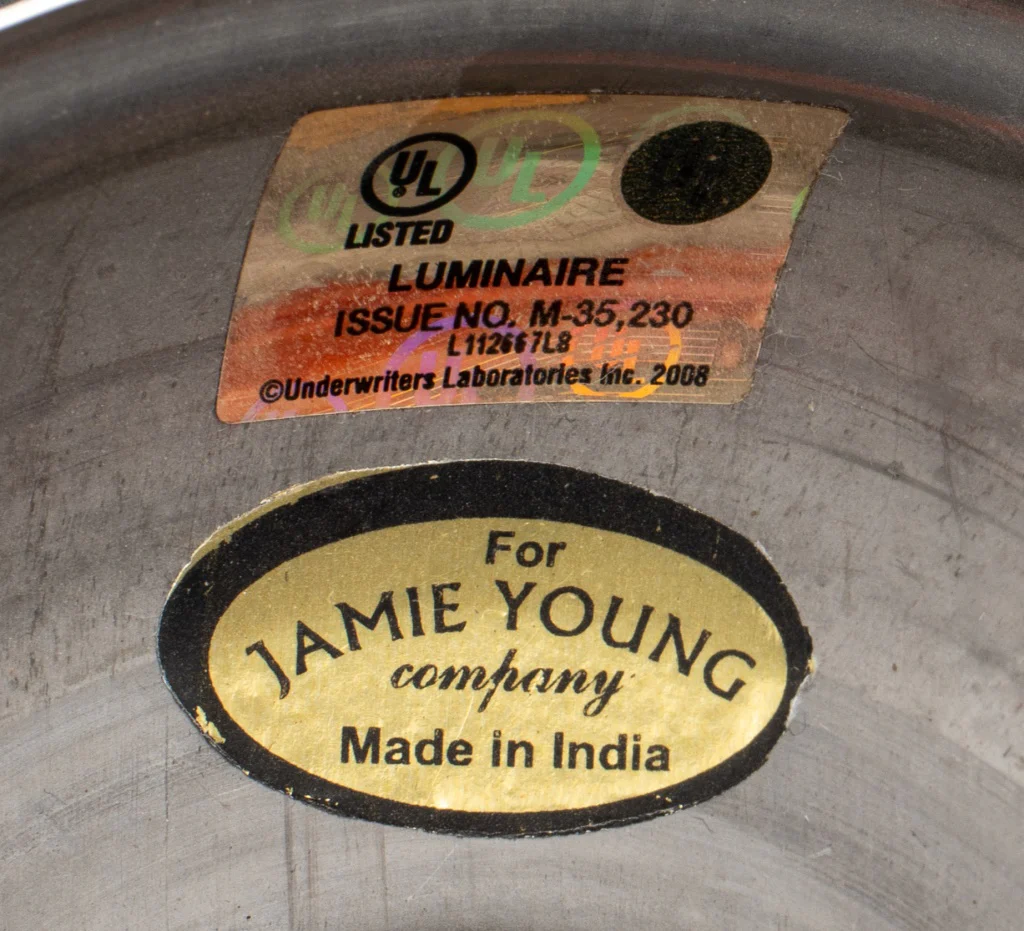 UL
LISTED
LUMINAIRE
ISSUE NO. M-35,230
L112667L8
©Underwriters Laboratories Inc. 2008
For
JAMIE YOUNG
company
Made in India